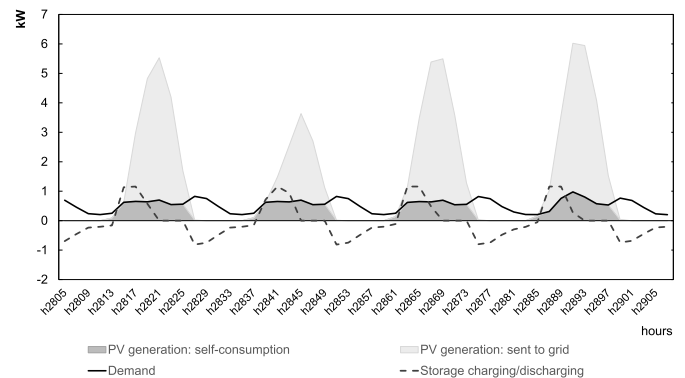 kW
7
6
5
4
3
2
1
0
-1
-2
h2805 h2809 h2813 h2817 h2821 h2825 h2829 h2833 h2837 h2841 h2845 h2849 h2853 h2857 h2861 h2865 h2869 h2873 h2877 h2881 h2885 h2889 h2893 h2897 h2901 h2905
hours
PV generation: self-consumption PV generation: sent to grid
Demand Storage charging/discharging